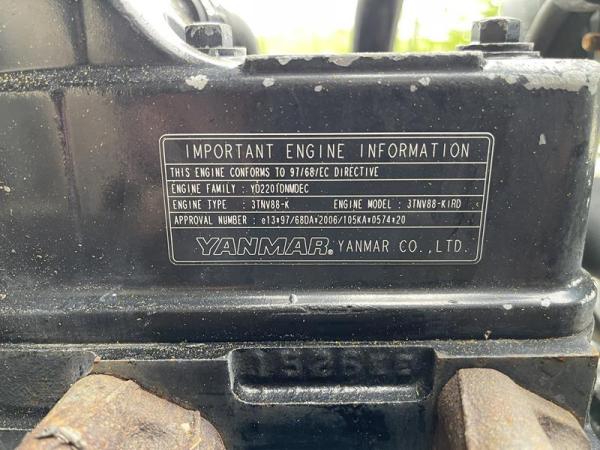 IMPORTANT ENGINE INFORMATION
THIS ENGINE CONFORMS TO 97/68/EC DIRECTIVE
ENGINE FAMILY :
ENGINE TYPE : 3TNV88-K ENGINE MODEL : 3TNV88-KIRD
APPROVAL NUMBER : e13*97/68DA*2006/105KA*0574*20
YANMAR® YANMAR CO.,LTD.